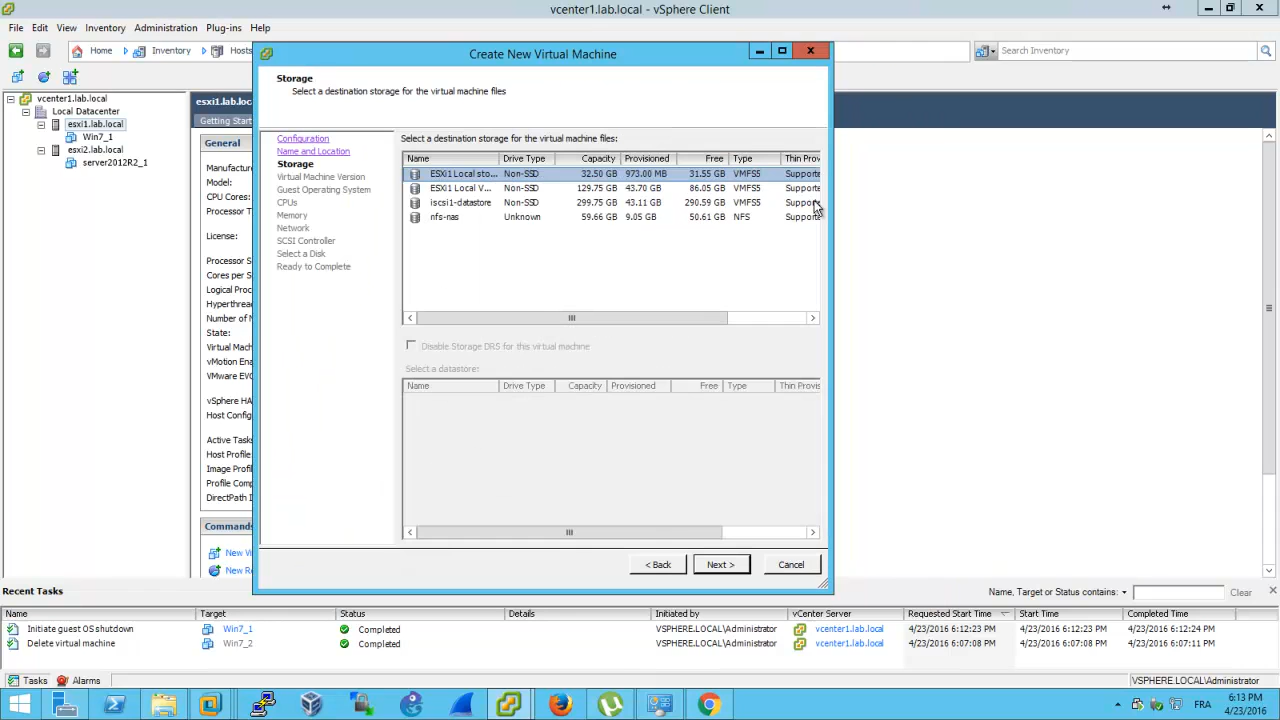 vcenter1.lab.local - vSphere Client
File Edit View Inventory Administration Plug-ins Help
Home Inventory Hosts
Search Inventory
Create New Virtual Machine
Storage
Select a destination storage for the virtual machine files
vcenter1.lab.local
Local Datacenter
esxi1.lab.local
Win7_1
esxi2.lab.local
server2012R2_1
esxi1.lab.loc
Getting Start
General
Manufactur
Model:
CPU Cores:
Processor T
License:
Processor S
Cores per S
Logical Proc
Hyperthrea
Number of N
State:
Virtual Mach
vMotion Ena
VMware EVC
vSphere HA
Host Config
Active Task
Host Profile
Image Profil
Profile Comp
DirectPath I
Commands
New Vi
New Re
Configuration
Name and Location
Storage
Virtual Machine Version
Guest Operating System
CPUs
Memory
Network
SCSI Controller
Select a Disk
Ready to Complete
Select a destination storage for the virtual machine files:
Name Drive Type Capacity Provisioned Free Type Thin Prov
ESXi1 Local sto... Non-SSD 32.50 GB 973.00 MB 31.55 GB VMFS5 Supporte
ESXi1 Local V... Non-SSD 129.75 GB 43.70 GB 86.05 GB VMFS5 Supporte
iscsi1-datastore Non-SSD 299.75 GB 43.11 GB 290.59 GB VMFS5 Supporte
nfs-nas Unknown 59.66 GB 9.05 GB 50.61 GB NFS Supporte
Disable Storage DRS for this virtual machine
Select a datastore:
Name Drive Type Capacity Provisioned Free Type Thin Provis
< Back Next > Cancel
Recent Tasks
Name, Target or Status contains: Clear
Name Target Status Details Initiated by vCenter Server Requested Start Time Start Time Completed Time
Initiate guest OS shutdown Win7_1 Completed VSPHERE.LOCAL\Administrator vcenter1.lab.local 4/23/2016 6:12:23 PM 4/23/2016 6:12:23 PM 4/23/2016 6:12:24 PM
Delete virtual machine Win7_2 Completed VSPHERE.LOCAL\Administrator vcenter1.lab.local 4/23/2016 6:07:08 PM 4/23/2016 6:07:08 PM 4/23/2016 6:07:11 PM
Tasks Alarms
VSPHERE.LOCAL\Administrator
FRA
6:13 PM
4/23/2016